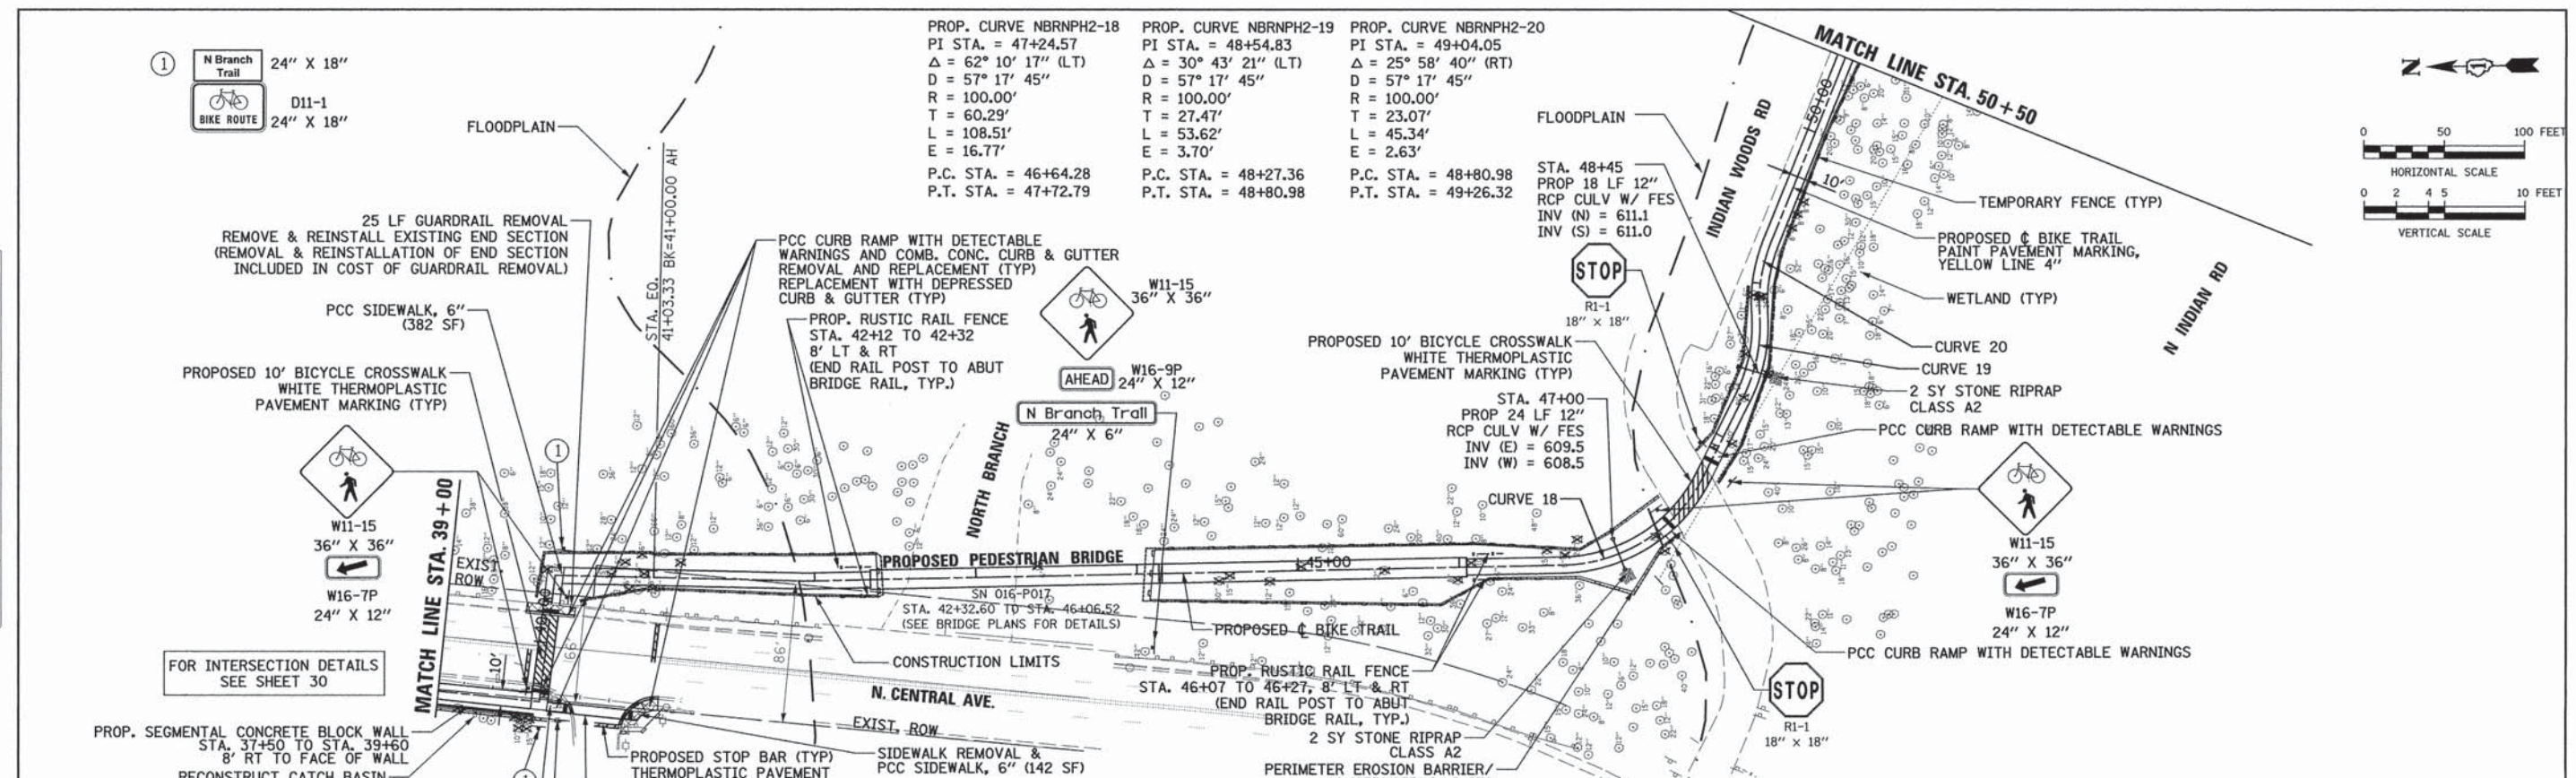 PROP. CURVE NBRNPH2-18
PI STA. = 47+24.57
Δ = 62° 10' 17" (LT)
D = 57° 17' 45"
R = 100.00'
T = 60.29'
L = 108.51'
E = 16.77'
P.C. STA. = 46+64.28
P.T. STA. = 47+72.79
PROP. CURVE NBRNPH2-19
PI STA. = 48+54.83
Δ = 30° 43' 21" (LT)
D = 57° 17' 45"
R = 100.00'
T = 27.47'
L = 53.62'
E = 3.70'
P.C. STA. = 48+27.36
P.T. STA. = 48+80.98
PROP. CURVE NBRNPH2-20
PI STA. = 49+04.05
Δ = 25° 58' 40" (RT)
D = 57° 17' 45"
R = 100.00'
T = 23.07'
L = 45.34'
E = 2.63'
P.C. STA. = 48+80.98
P.T. STA. = 49+26.32
1
N Branch
Trail
24" X 18"
BIKE ROUTE
D11-1
24" X 18"
FLOODPLAIN
STA. EQ.
41+03.33 BK=41+00.00 AH
25 LF GUARDRAIL REMOVAL
REMOVE & REINSTALL EXISTING END SECTION
(REMOVAL & REINSTALLATION OF END SECTION
INCLUDED IN COST OF GUARDRAIL REMOVAL)
PCC SIDEWALK, 6"
(382 SF)
PROPOSED 10' BICYCLE CROSSWALK
WHITE THERMOPLASTIC
PAVEMENT MARKING (TYP)
W11-15
36" X 36"
W16-7P
24" X 12"
MATCH LINE STA. 39+00
EXIST.
ROW
1
FOR INTERSECTION DETAILS
SEE SHEET 30
PROP. SEGMENTAL CONCRETE BLOCK WALL
STA. 37+50 TO STA. 39+60
8' RT TO FACE OF WALL
RECONSTRUCT CATCH BASIN
10'
66'
86'
PCC CURB RAMP WITH DETECTABLE
WARNINGS AND COMB. CONC. CURB & GUTTER
REMOVAL AND REPLACEMENT (TYP)
REPLACEMENT WITH DEPRESSED
CURB & GUTTER (TYP)
PROP. RUSTIC RAIL FENCE
STA. 42+12 TO 42+32
8' LT & RT
(END RAIL POST TO ABUT
BRIDGE RAIL, TYP.)
W11-15
36" X 36"
AHEAD
W16-9P
24" X 12"
N Branch Trail
24" X 6"
NORTH BRANCH
PROPOSED PEDESTRIAN BRIDGE
SN 016-P017
STA. 42+32.60 TO STA. 46+06.52
(SEE BRIDGE PLANS FOR DETAILS)
45+00
PROPOSED ℄ BIKE TRAIL
CONSTRUCTION LIMITS
N. CENTRAL AVE.
EXIST. ROW
PROPOSED STOP BAR (TYP)
THERMOPLASTIC PAVEMENT
SIDEWALK REMOVAL &
PCC SIDEWALK, 6" (142 SF)
PROP. RUSTIC RAIL FENCE
STA. 46+07 TO 46+27, 8' LT & RT
(END RAIL POST TO ABUT
BRIDGE RAIL, TYP.)
2 SY STONE RIPRAP
CLASS A2
PERIMETER EROSION BARRIER/
FLOODPLAIN
INDIAN WOODS RD
STA. 48+45
PROP 18 LF 12"
RCP CULV W/ FES
INV (N) = 611.1
INV (S) = 611.0
STOP
R1-1
18" x 18"
PROPOSED 10' BICYCLE CROSSWALK
WHITE THERMOPLASTIC
PAVEMENT MARKING (TYP)
STA. 47+00
PROP 24 LF 12"
RCP CULV W/ FES
INV (E) = 609.5
INV (W) = 608.5
CURVE 18
MATCH LINE STA. 50+50
50+00
10'
N
0 50 100 FEET
HORIZONTAL SCALE
0 2 4 5 10 FEET
VERTICAL SCALE
TEMPORARY FENCE (TYP)
PROPOSED ℄ BIKE TRAIL
PAINT PAVEMENT MARKING,
YELLOW LINE 4"
WETLAND (TYP)
N INDIAN RD
CURVE 20
CURVE 19
2 SY STONE RIPRAP
CLASS A2
PCC CURB RAMP WITH DETECTABLE WARNINGS
W11-15
36" X 36"
W16-7P
24" X 12"
PCC CURB RAMP WITH DETECTABLE WARNINGS
STOP
R1-1
18" x 18"